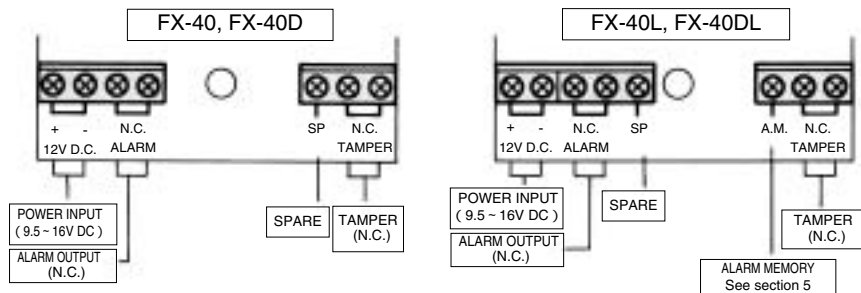 FX-40, FX-40D
+ - N.C. SP N.C.
12V D.C. ALARM TAMPER
POWER INPUT
( 9.5 ~ 16V DC )
ALARM OUTPUT
(N.C.)
SPARE
TAMPER
(N.C.)
FX-40L, FX-40DL
+ - N.C. SP A.M. N.C.
12V D.C. ALARM TAMPER
POWER INPUT
( 9.5 ~ 16V DC )
ALARM OUTPUT
(N.C.)
SPARE
TAMPER
(N.C.)
ALARM MEMORY
See section 5